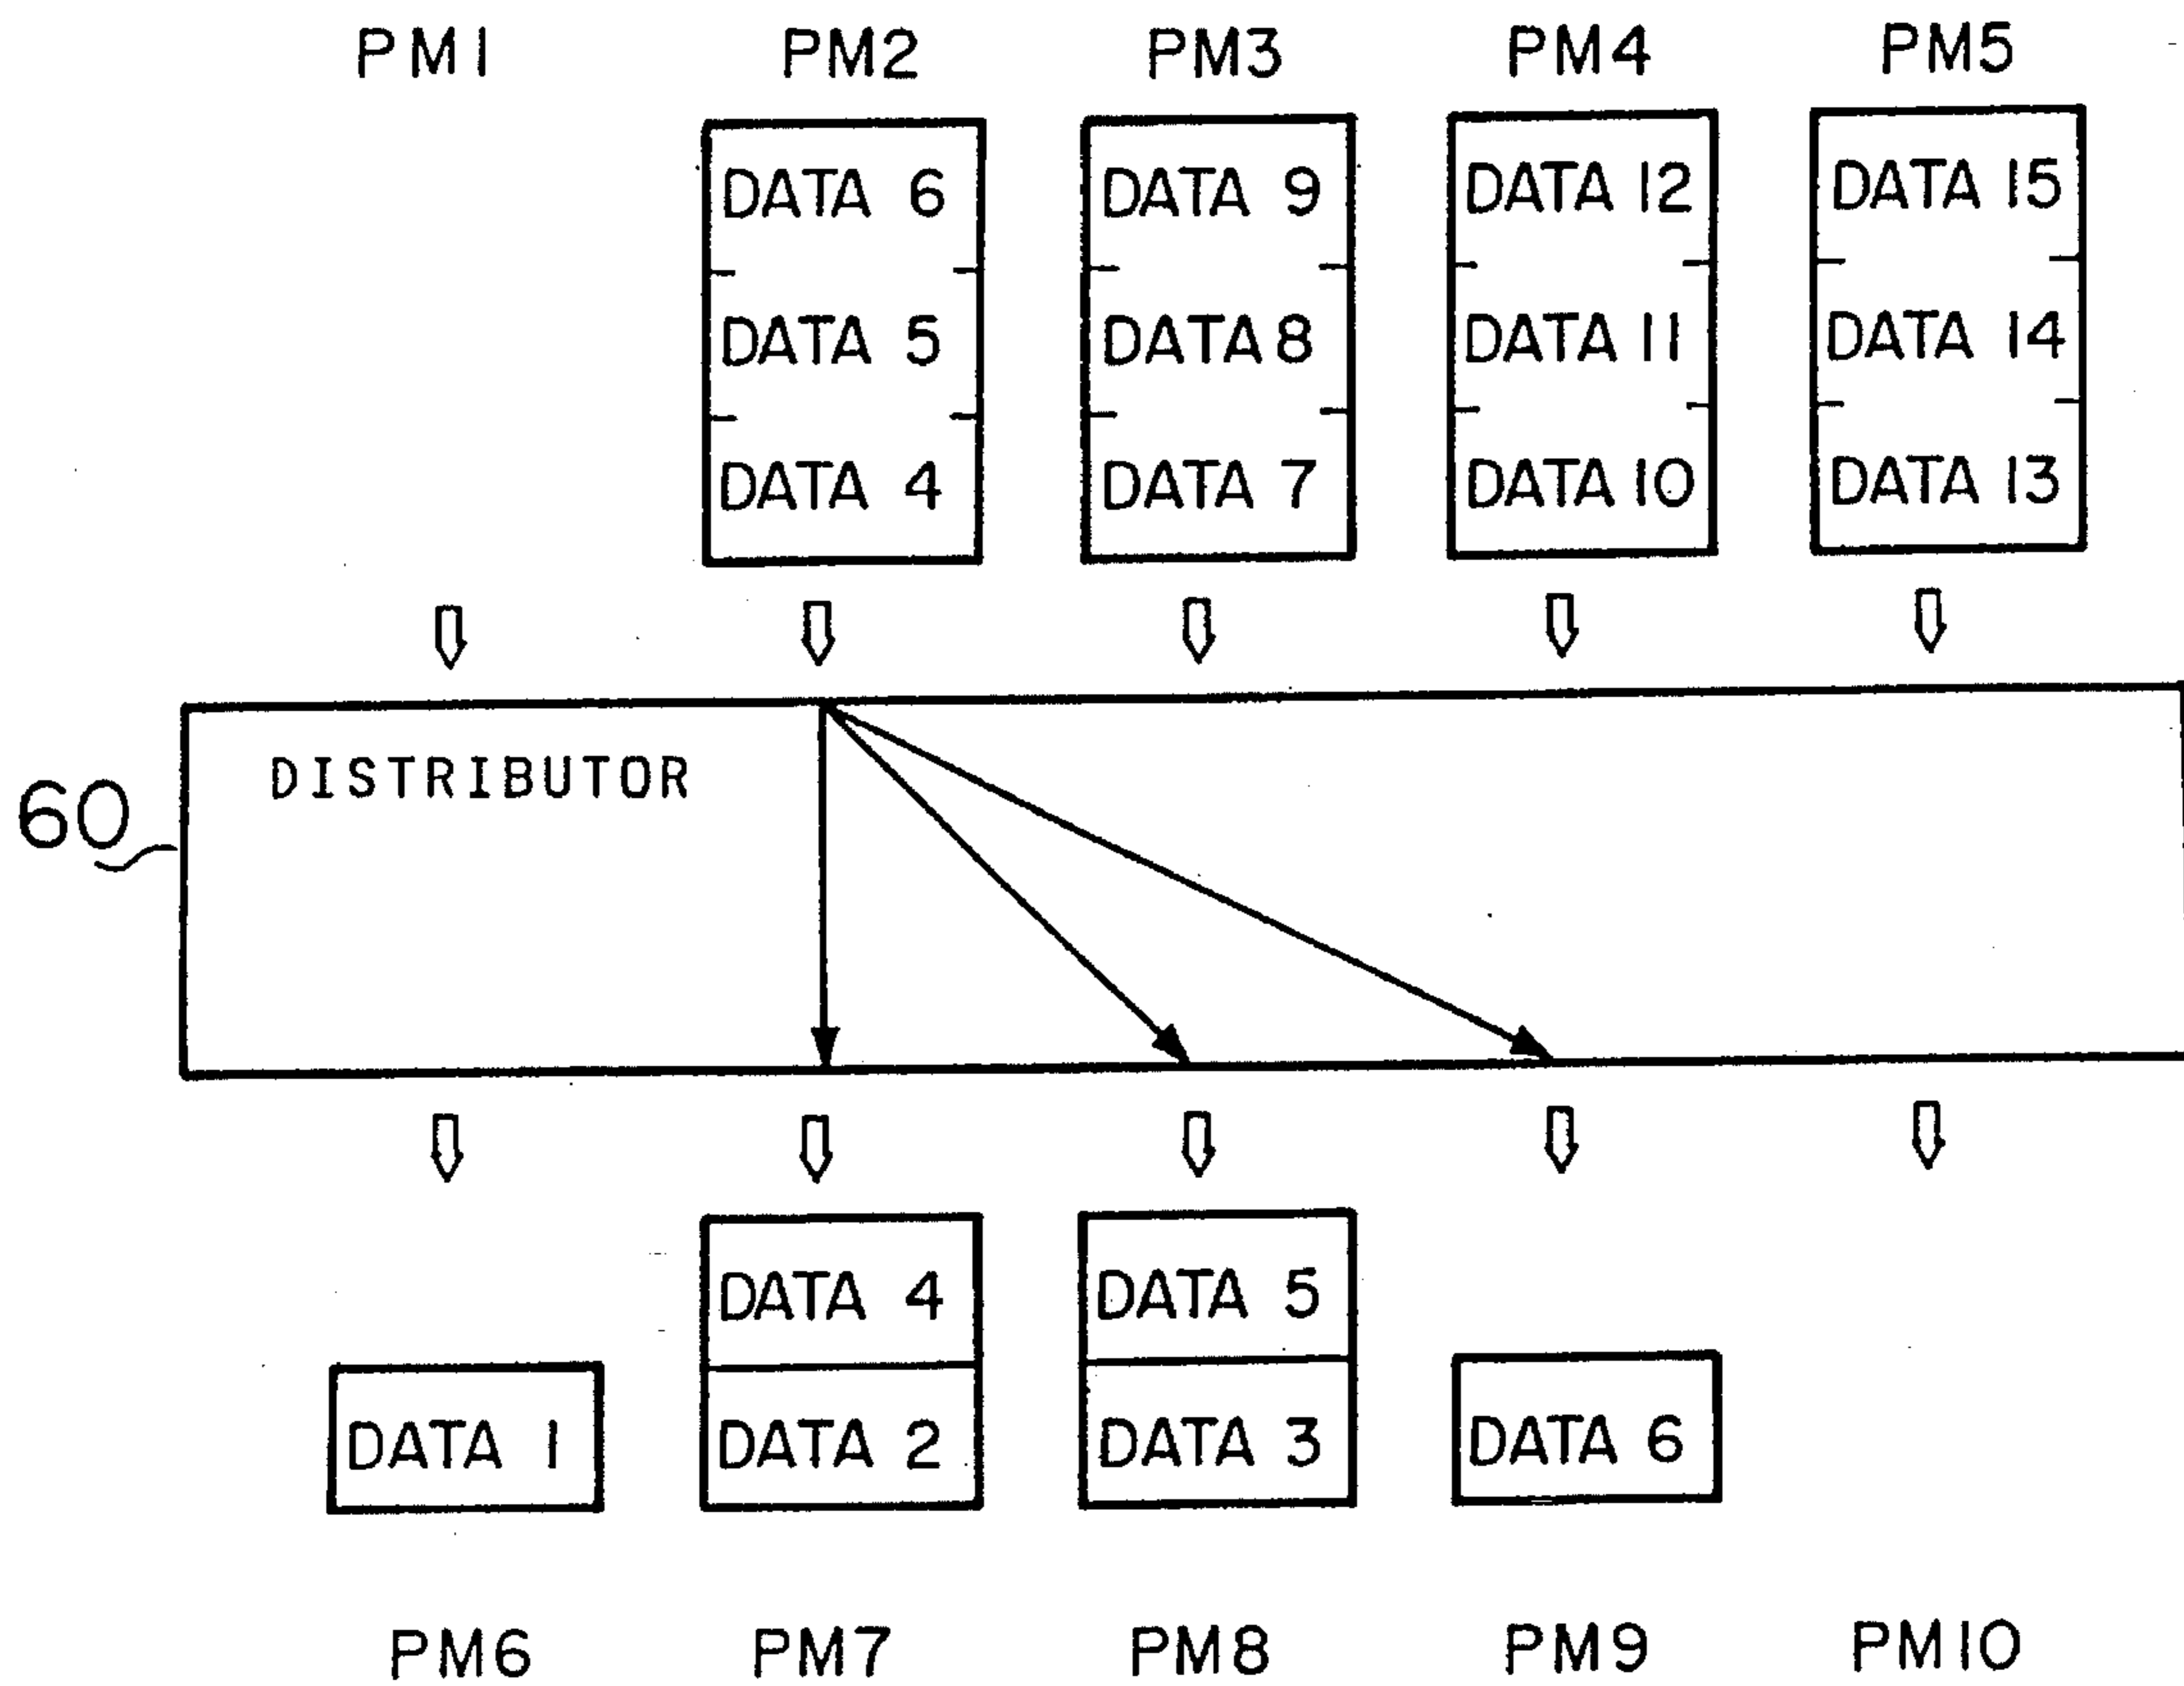 PM1 PM2 PM3 PM4 PM5
DATA 6 DATA 9 DATA 12 DATA 15
DATA 5 DATA 8 DATA 11 DATA 14
DATA 4 DATA 7 DATA 10 DATA 13
DISTRIBUTOR
60
DATA 4 DATA 5
DATA 1 DATA 2 DATA 3 DATA 6
PM6 PM7 PM8 PM9 PM10